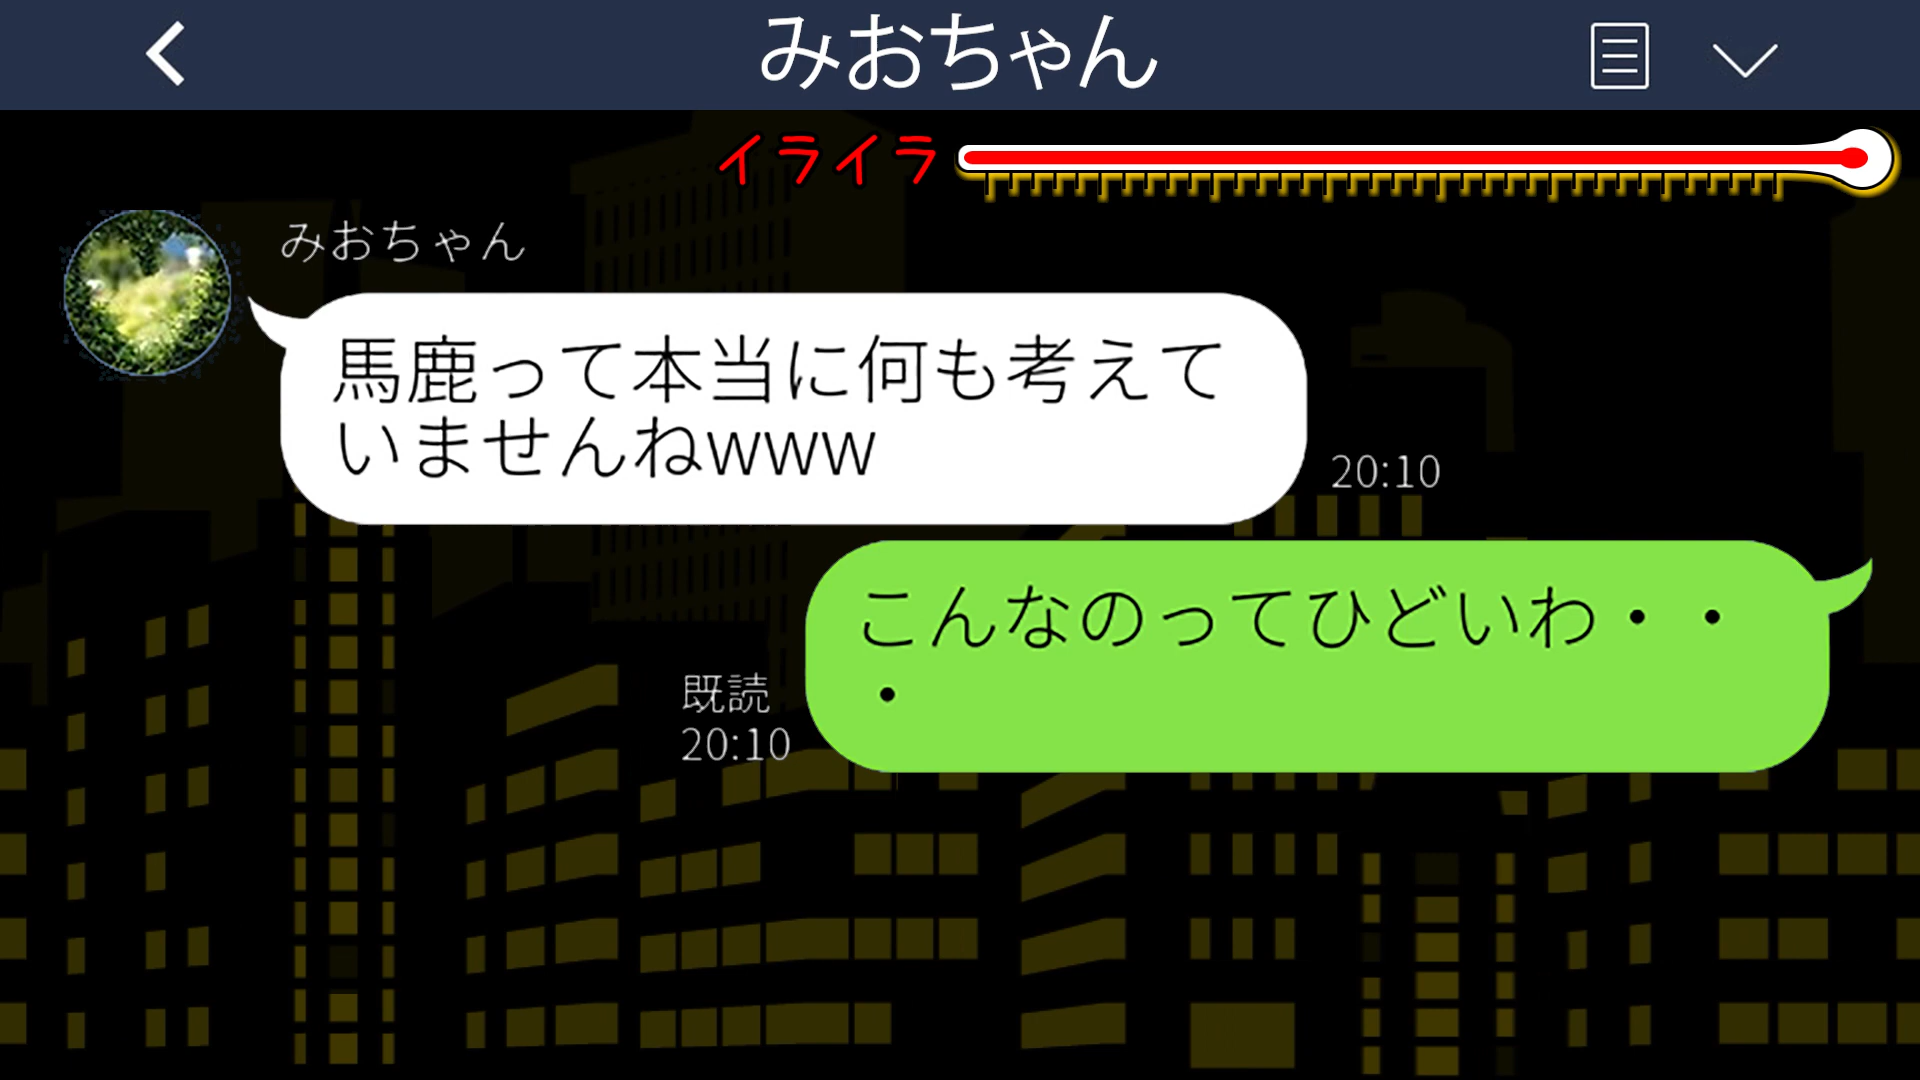 みおちゃん
イライラ
みおちゃん
馬鹿って本当に何も考えて
いませんねwww
20:10
こんなのってひどいわ・・
・
既読
20:10